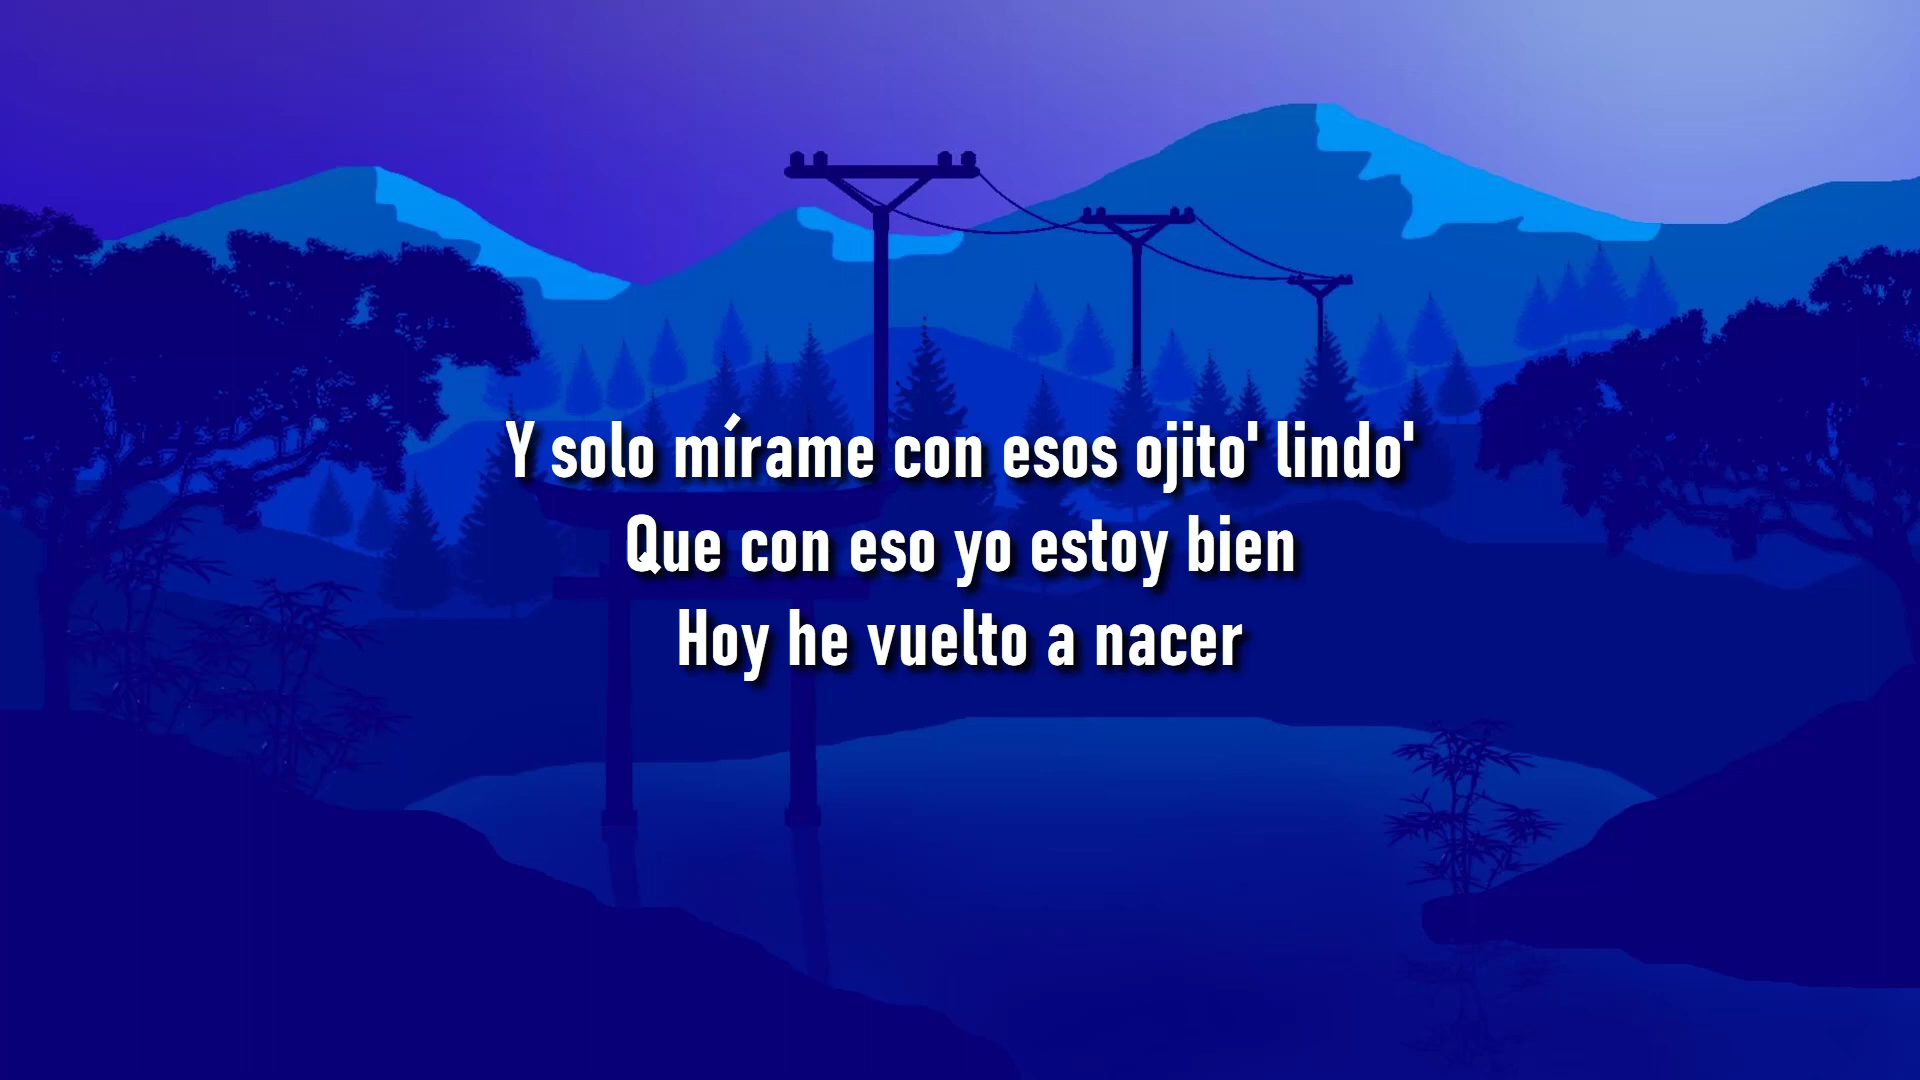 Y solo mírame con esos ojito' lindo'
Que con eso yo estoy bien
Hoy he vuelto a nacer